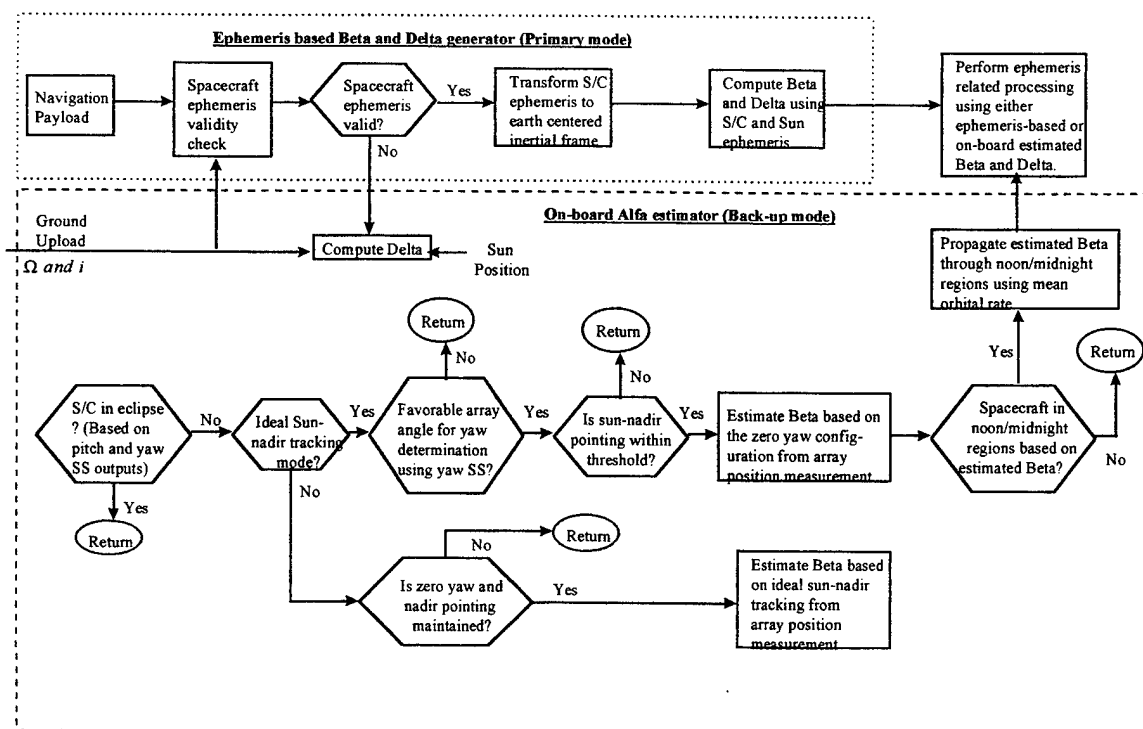 Ephemeris based Beta and Delta generator (Primary mode)
Navigation
Payload
Spacecraft
ephemeris
validity
check
Spacecraft
ephemeris
valid?
Yes
No
Transform S/C
ephemeris to
earth centered
inertial frame
Compute Beta
and Delta using
S/C and Sun
ephemeris
Perform ephemeris
related processing
using either
ephemeris-based or
on-board estimated
Beta and Delta.
On-board Alfa estimator (Back-up mode)
Ground
Upload
Ω and i
Compute Delta
Sun
Position
Propagate estimated Beta
through noon/midnight
regions using mean
orbital rate
Return
No
Return
No
Yes
Return
No
S/C in eclipse
? (Based on
pitch and yaw
SS outputs)
No
Yes
Return
Ideal Sun-
nadir tracking
mode?
Yes
No
Favorable array
angle for yaw
determination
using yaw SS?
Yes
Is sun-nadir
pointing within
threshold?
Yes
Estimate Beta based on
the zero yaw config-
uration from array
position measurement
Spacecraft in
noon/midnight
regions based on
estimated Beta?
Is zero yaw and
nadir pointing
maintained?
No
Return
Yes
Estimate Beta based
on ideal sun-nadir
tracking from
array position
measurement